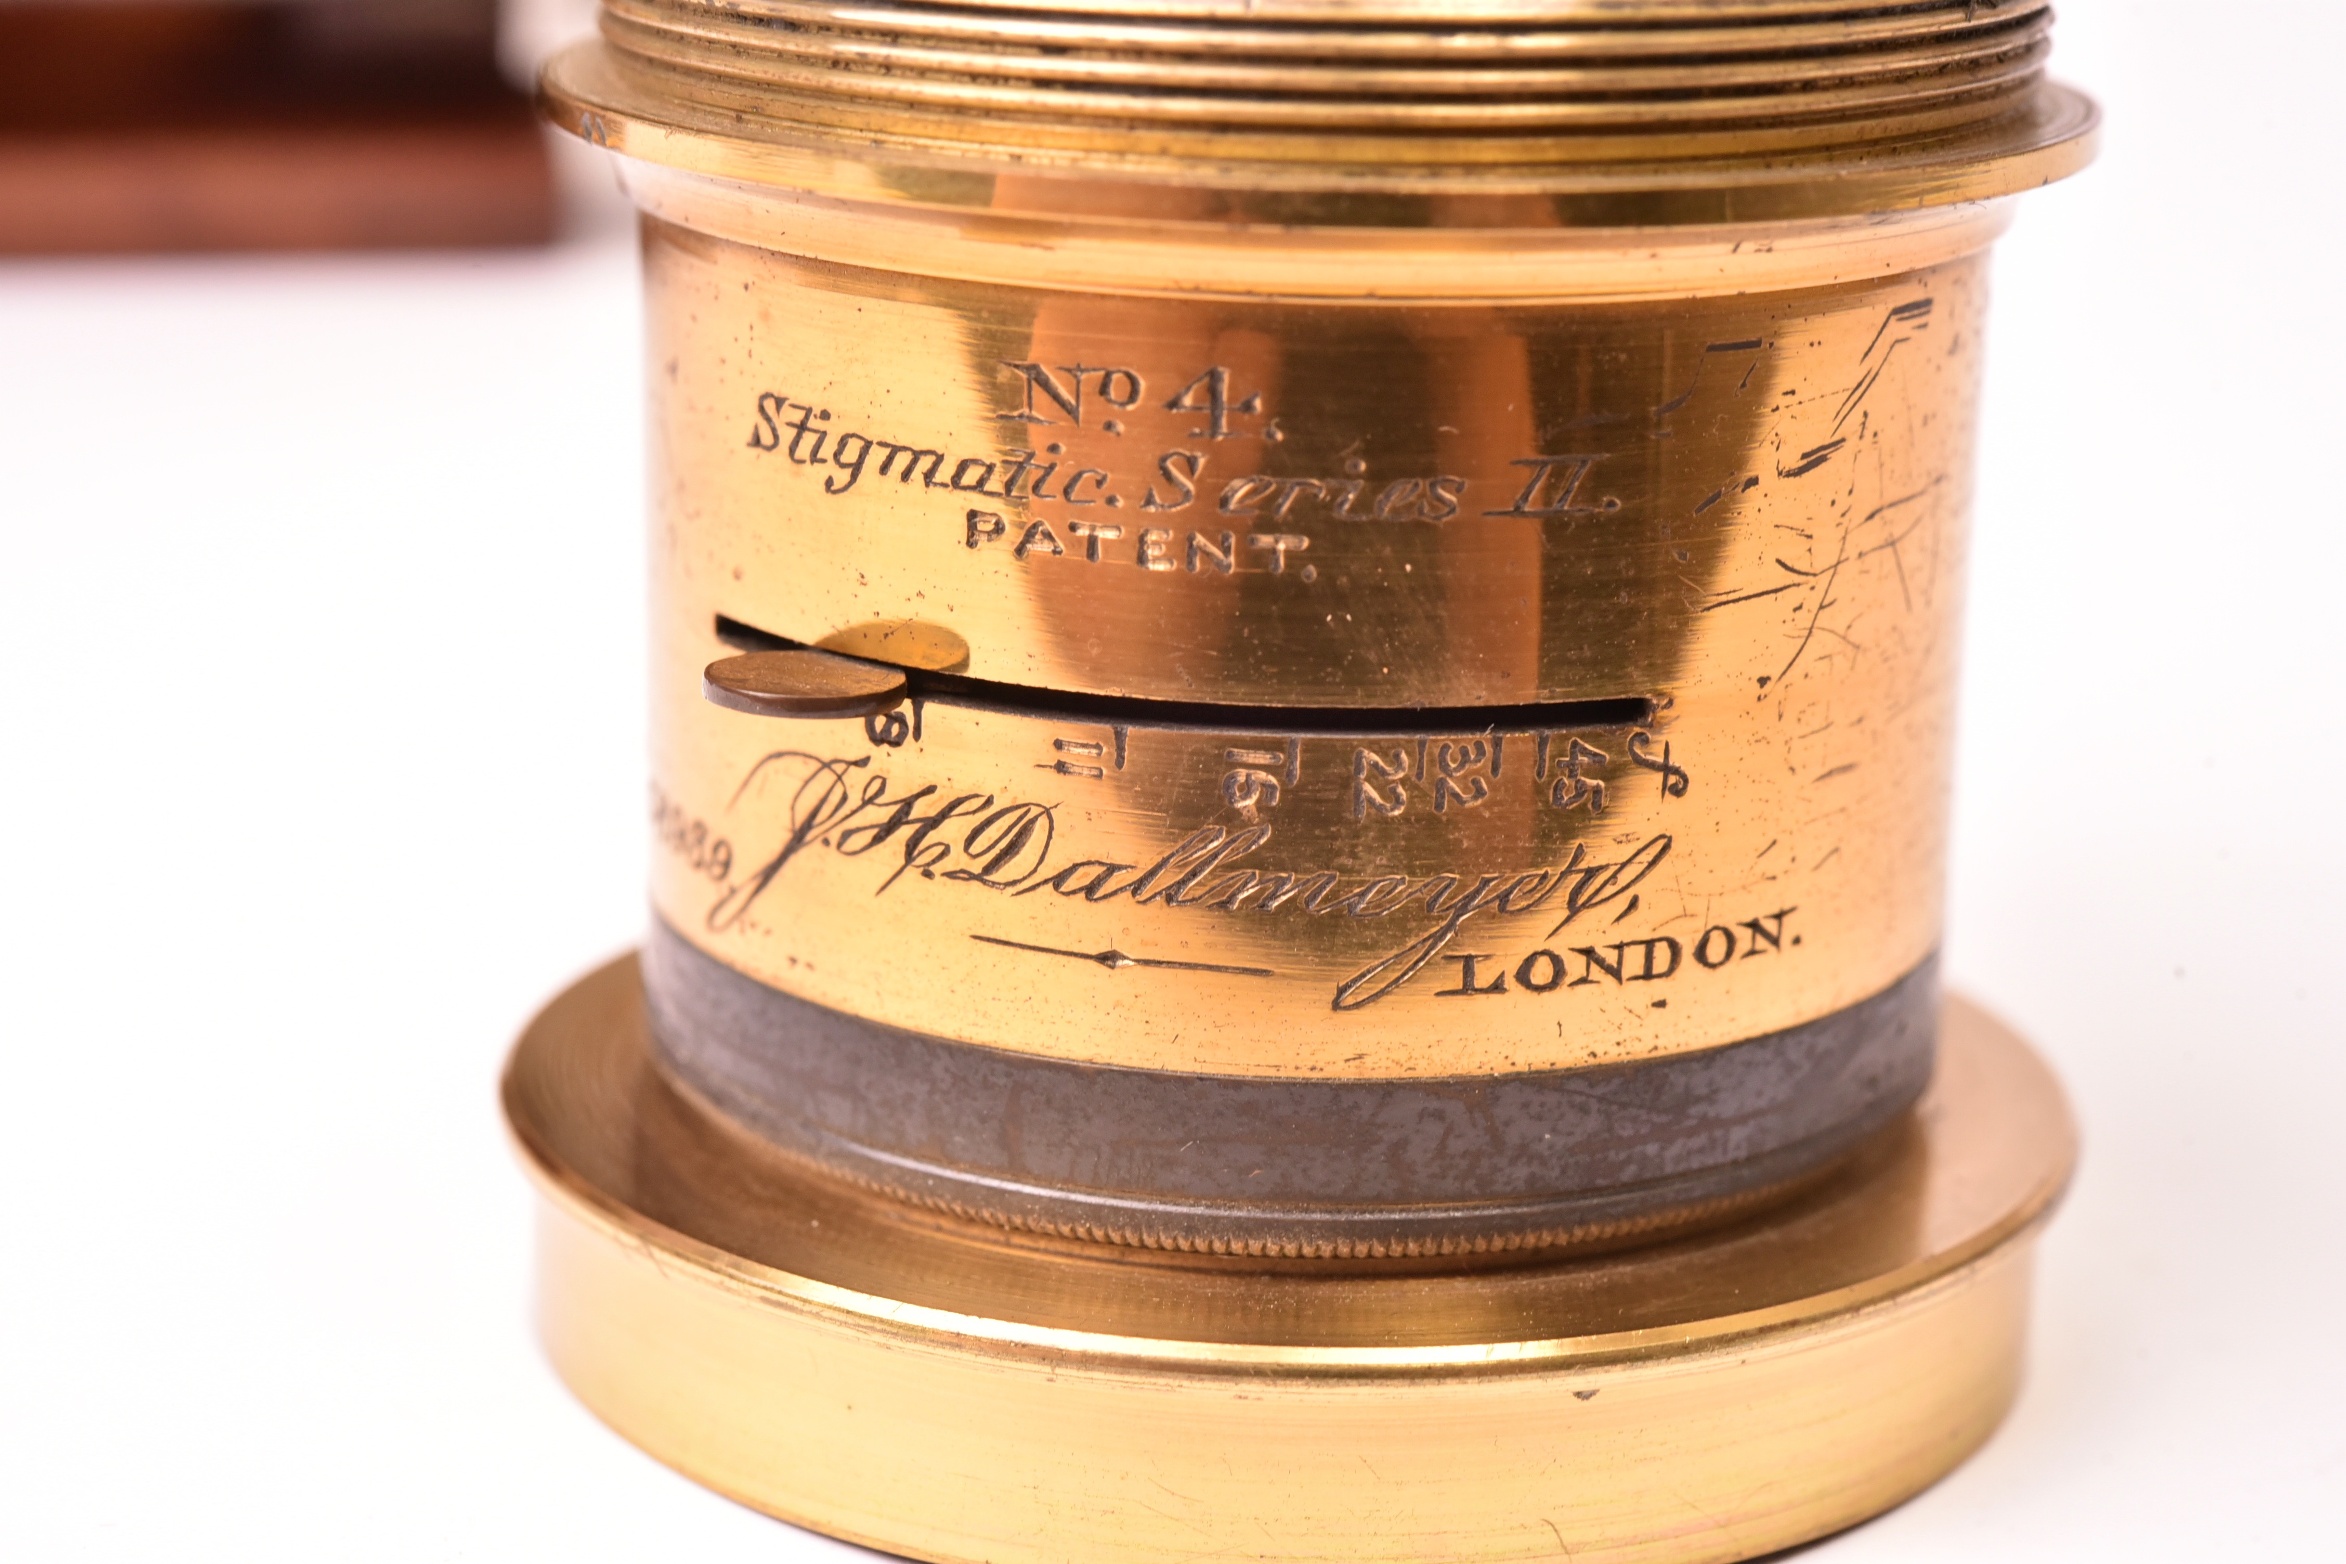 No. 4.
Stigmatic. Series II.
PATENT.
8 11 16 22 32 45 f
J. H. Dallmeyer,
LONDON.